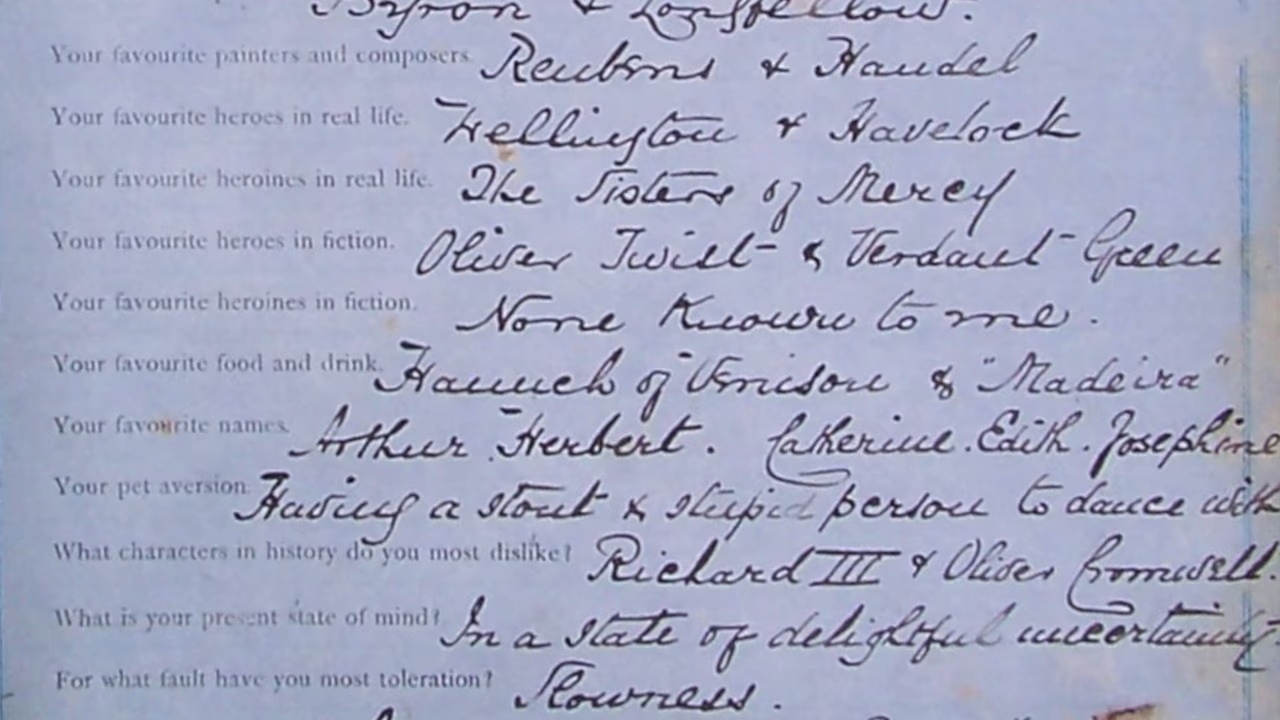 Byron & Longfellow.
Your favourite painters and composers. Reubens & Handel
Your favourite heroes in real life. Wellington & Havelock
Your favourite heroines in real life. The Sisters of Mercy
Your favourite heroes in fiction. Oliver Twist & Verdant Green
Your favourite heroines in fiction. None Known to me.
Your favourite food and drink. Haunch of Venison & "Madeira"
Your favourite names. Arthur Herbert. Catherine. Edith. Josephine
Your pet aversion. Having a stout & stupid person to dance with
What characters in history do you most dislike? Richard III & Oliver Cromwell.
What is your present state of mind? In a state of delightful uncertainty
For what fault have you most toleration? Slowness.